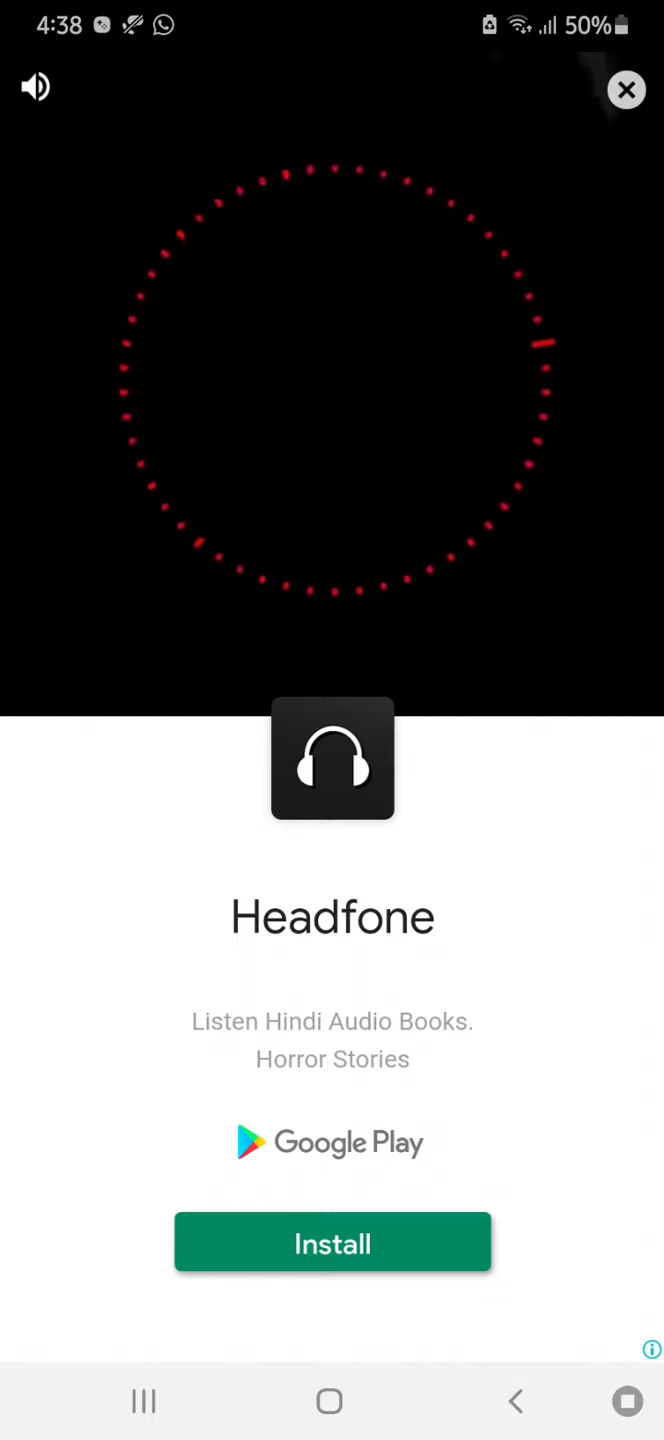 4:38
50%
Headfone
Listen Hindi Audio Books.
Horror Stories
Google Play
Install